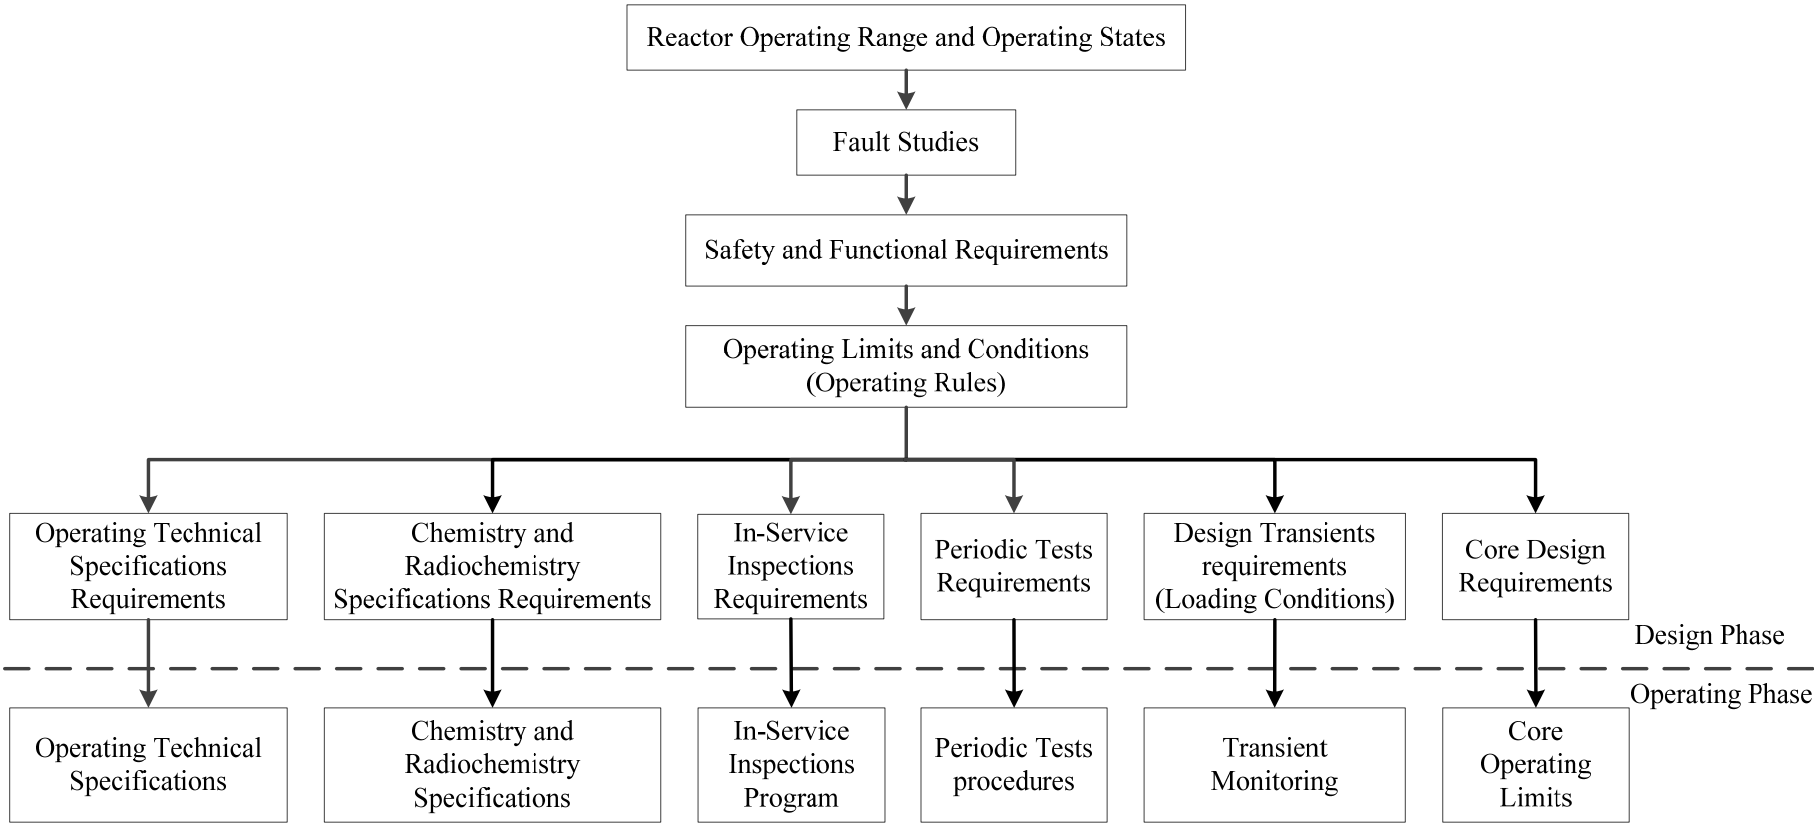 Reactor Operating Range and Operating States
Fault Studies
Safety and Functional Requirements
Operating Limits and Conditions
(Operating Rules)
Operating Technical
Specifications
Requirements
Chemistry and
Radiochemistry
Specifications Requirements
In-Service
Inspections
Requirements
Periodic Tests
Requirements
Design Transients
requirements
(Loading Conditions)
Core Design
Requirements
Design Phase
Operating Phase
Operating Technical
Specifications
Chemistry and
Radiochemistry
Specifications
In-Service
Inspections
Program
Periodic Tests
procedures
Transient
Monitoring
Core
Operating
Limits